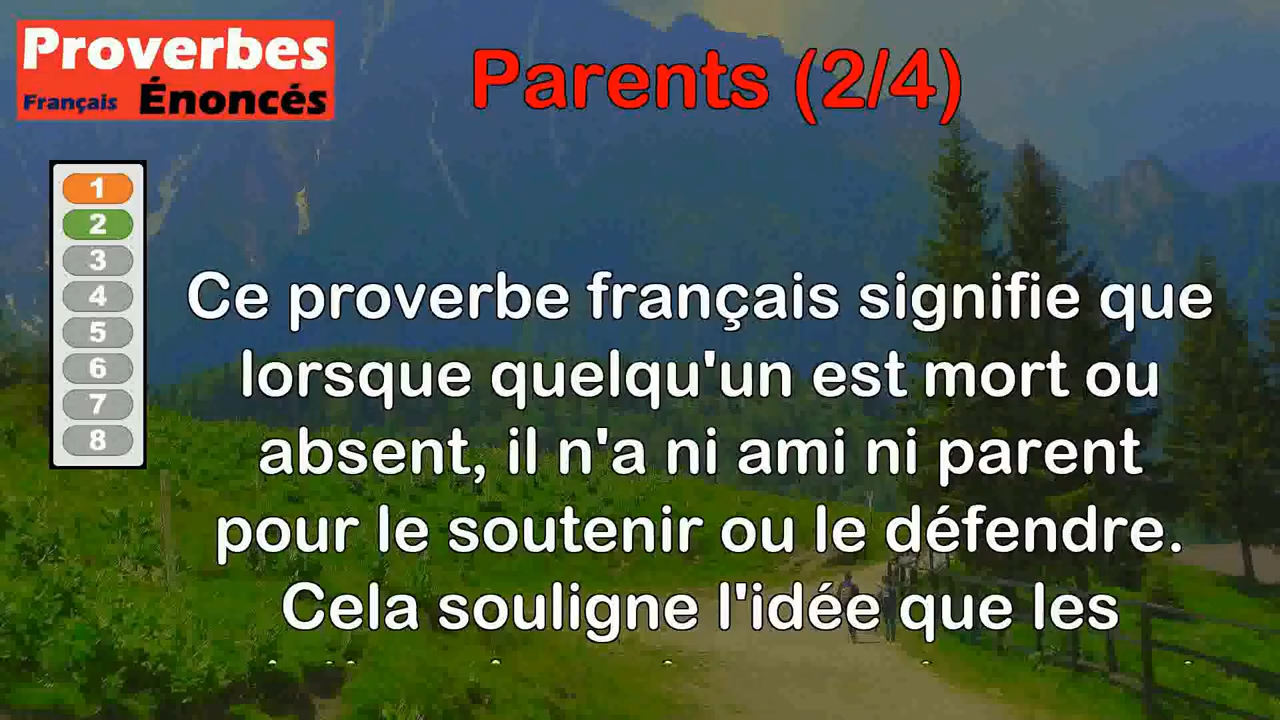 Proverbes
Français Énoncés
Parents (2/4)
1
2
3
4
5
6
7
8
Ce proverbe français signifie que
lorsque quelqu'un est mort ou
absent, il n'a ni ami ni parent
pour le soutenir ou le défendre.
Cela souligne l'idée que les